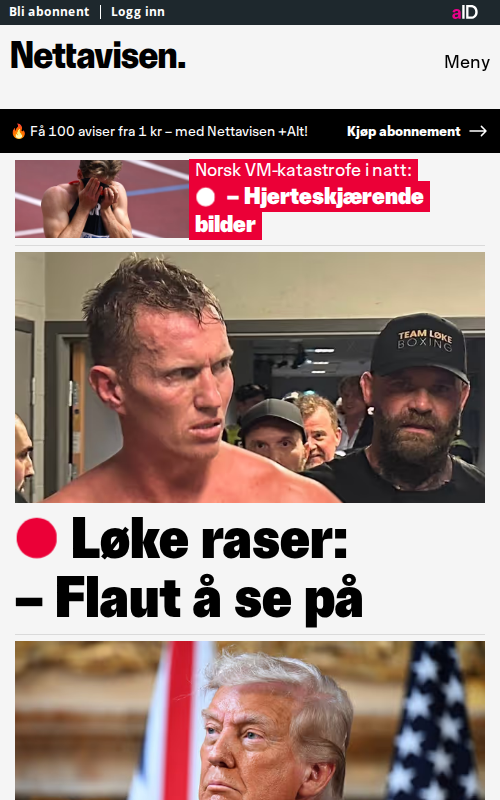 Bli abonnent | Logg inn
aID
Nettavisen.
Meny
🔥 Få 100 aviser fra 1 kr – med Nettavisen +Alt!
Kjøp abonnement →
Norsk VM-katastrofe i natt:
– Hjerteskjærende
bilder
TEAM LØKE
BOXING
Løke raser:
– Flaut å se på